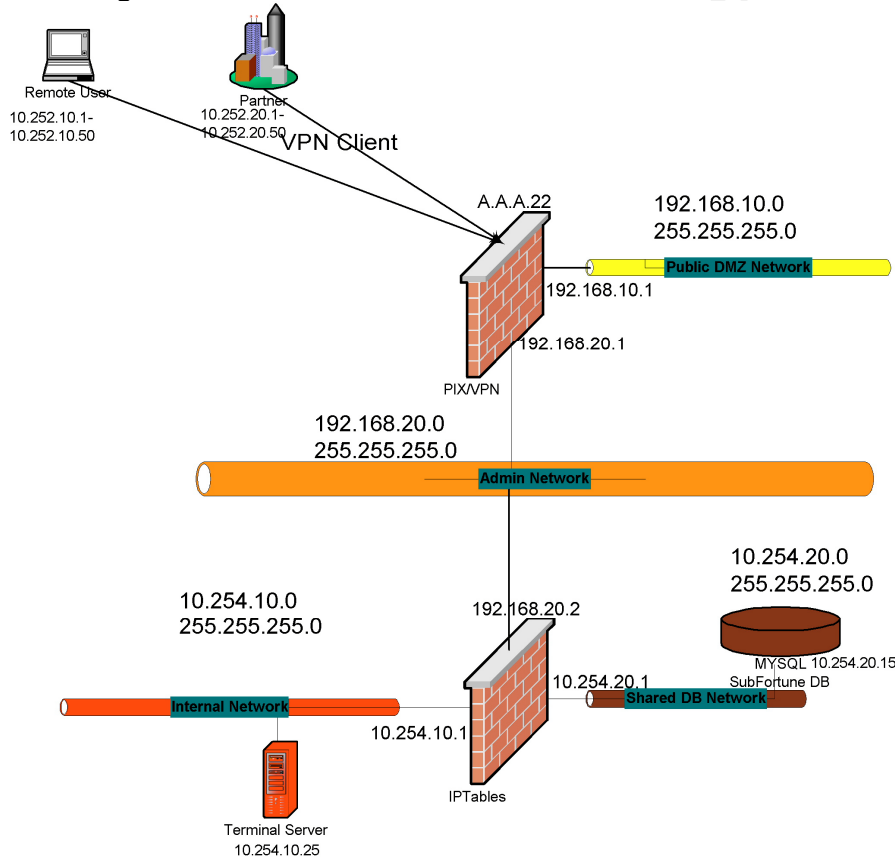 Remote User
10.252.10.1-
10.252.10.50
Partner
10.252.20.1-
10.252.20.50
VPN Client
A.A.A.22
192.168.10.0
255.255.255.0
Public DMZ Network
192.168.10.1
192.168.20.1
PIX/VPN
192.168.20.0
255.255.255.0
Admin Network
10.254.20.0
255.255.255.0
10.254.10.0
255.255.255.0
192.168.20.2
MYSQL 10.254.20.15
SubFortune DB
10.254.20.1
Shared DB Network
Internal Network
10.254.10.1
IPTables
Terminal Server
10.254.10.25